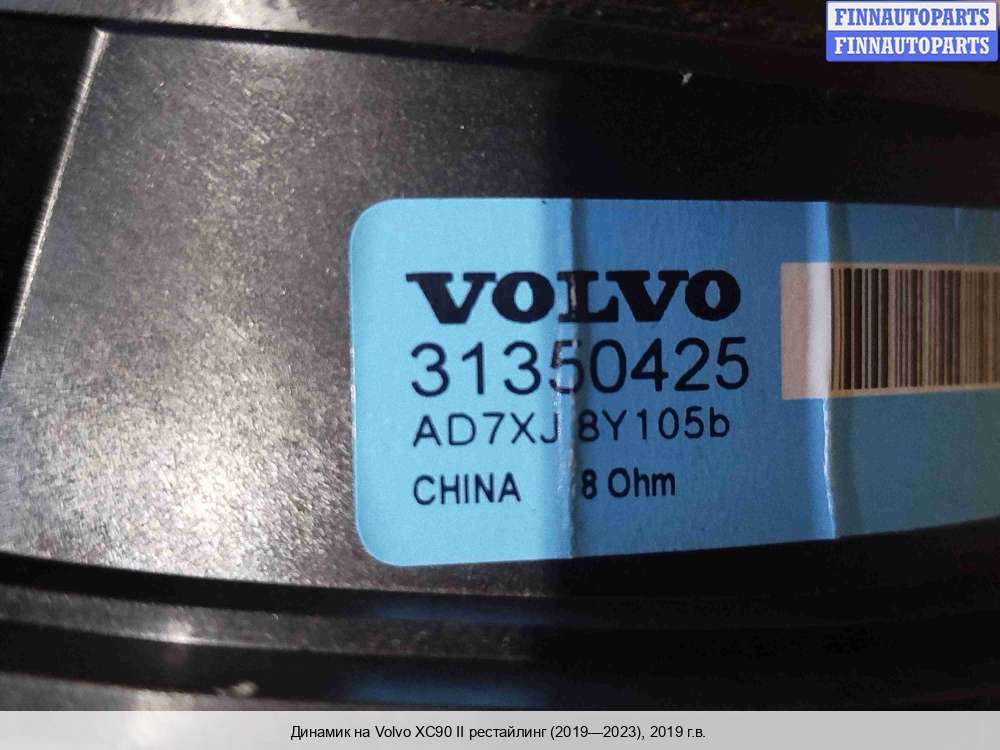 FINNAUTOPARTS
FINNAUTOPARTS
VOLVO
31350425
AD7XJ 8Y105b
CHINA 8 Ohm
Динамик на Volvo XC90 II рестайлинг (2019—2023), 2019 г.в.